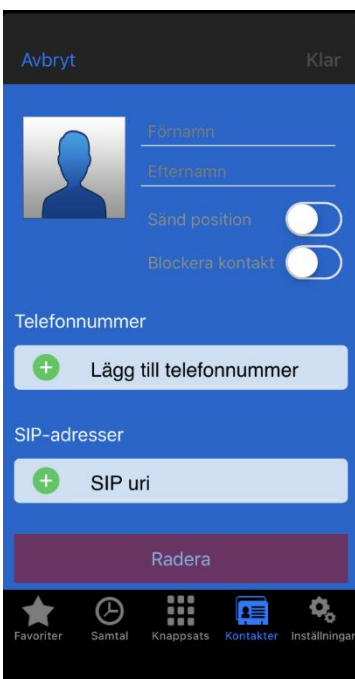 Avbryt Klar
Förnamn
Efternamn
Sänd position
Blockera kontakt
Telefonnummer
Lägg till telefonnummer
SIP-adresser
SIP uri
Radera
Favoriter Samtal Knappsats Kontakter Inställningar